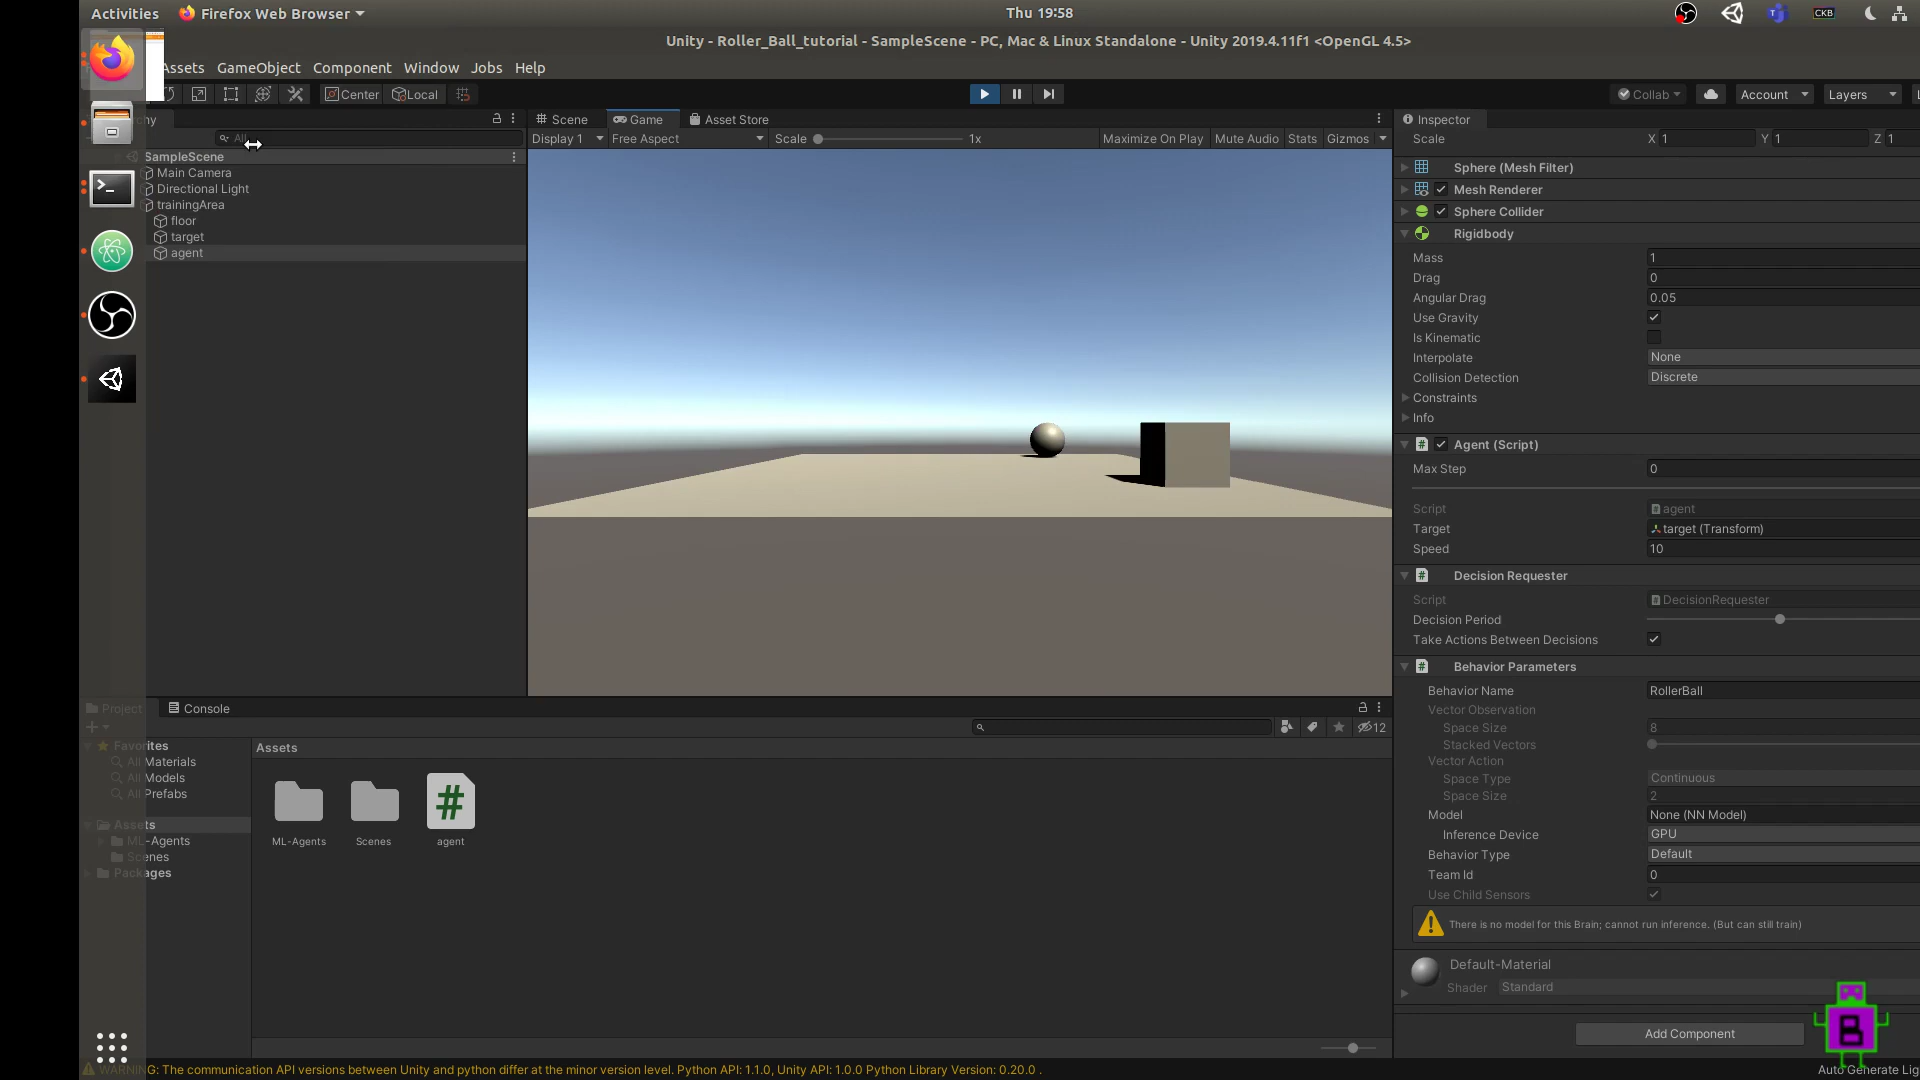 Activities Firefox Web Browser Thu 19:58 CKB
Unity - Roller_Ball_tutorial - SampleScene - PC, Mac & Linux Standalone - Unity 2019.4.11f1 <OpenGL 4.5>
Assets GameObject Component Window Jobs Help
Center Local Collab Account Layers
Scene Game Asset Store Inspector
All
Display 1 Free Aspect Scale 1x Maximize On Play Mute Audio Stats Gizmos
Scale X 1 Y 1 Z 1
SampleScene
Main Camera
Directional Light
trainingArea
floor
target
agent
Sphere (Mesh Filter)
Mesh Renderer
Sphere Collider
Rigidbody
Mass 1
Drag 0
Angular Drag 0.05
Use Gravity
Is Kinematic
Interpolate None
Collision Detection Discrete
Constraints
Info
Agent (Script)
Max Step 0
Script agent
Target target (Transform)
Speed 10
Decision Requester
Script DecisionRequester
Decision Period
Take Actions Between Decisions
Behavior Parameters
Behavior Name RollerBall
Vector Observation
Space Size 8
Stacked Vectors
Vector Action
Space Type Continuous
Space Size 2
Model None (NN Model)
Inference Device GPU
Behavior Type Default
Team Id 0
Use Child Sensors
There is no model for this Brain; cannot run inference. (But can still train)
Default-Material
Shader Standard
Add Component
B
Project Console
12
Favorites
All Materials
All Models
All Prefabs
Assets
ML-Agents
Scenes
Packages
Assets
ML-Agents Scenes agent
WARNING: The communication API versions between Unity and python differ at the minor version level. Python API: 1.1.0, Unity API: 1.0.0 Python Library Version: 0.20.0 .
Auto Generate Lig